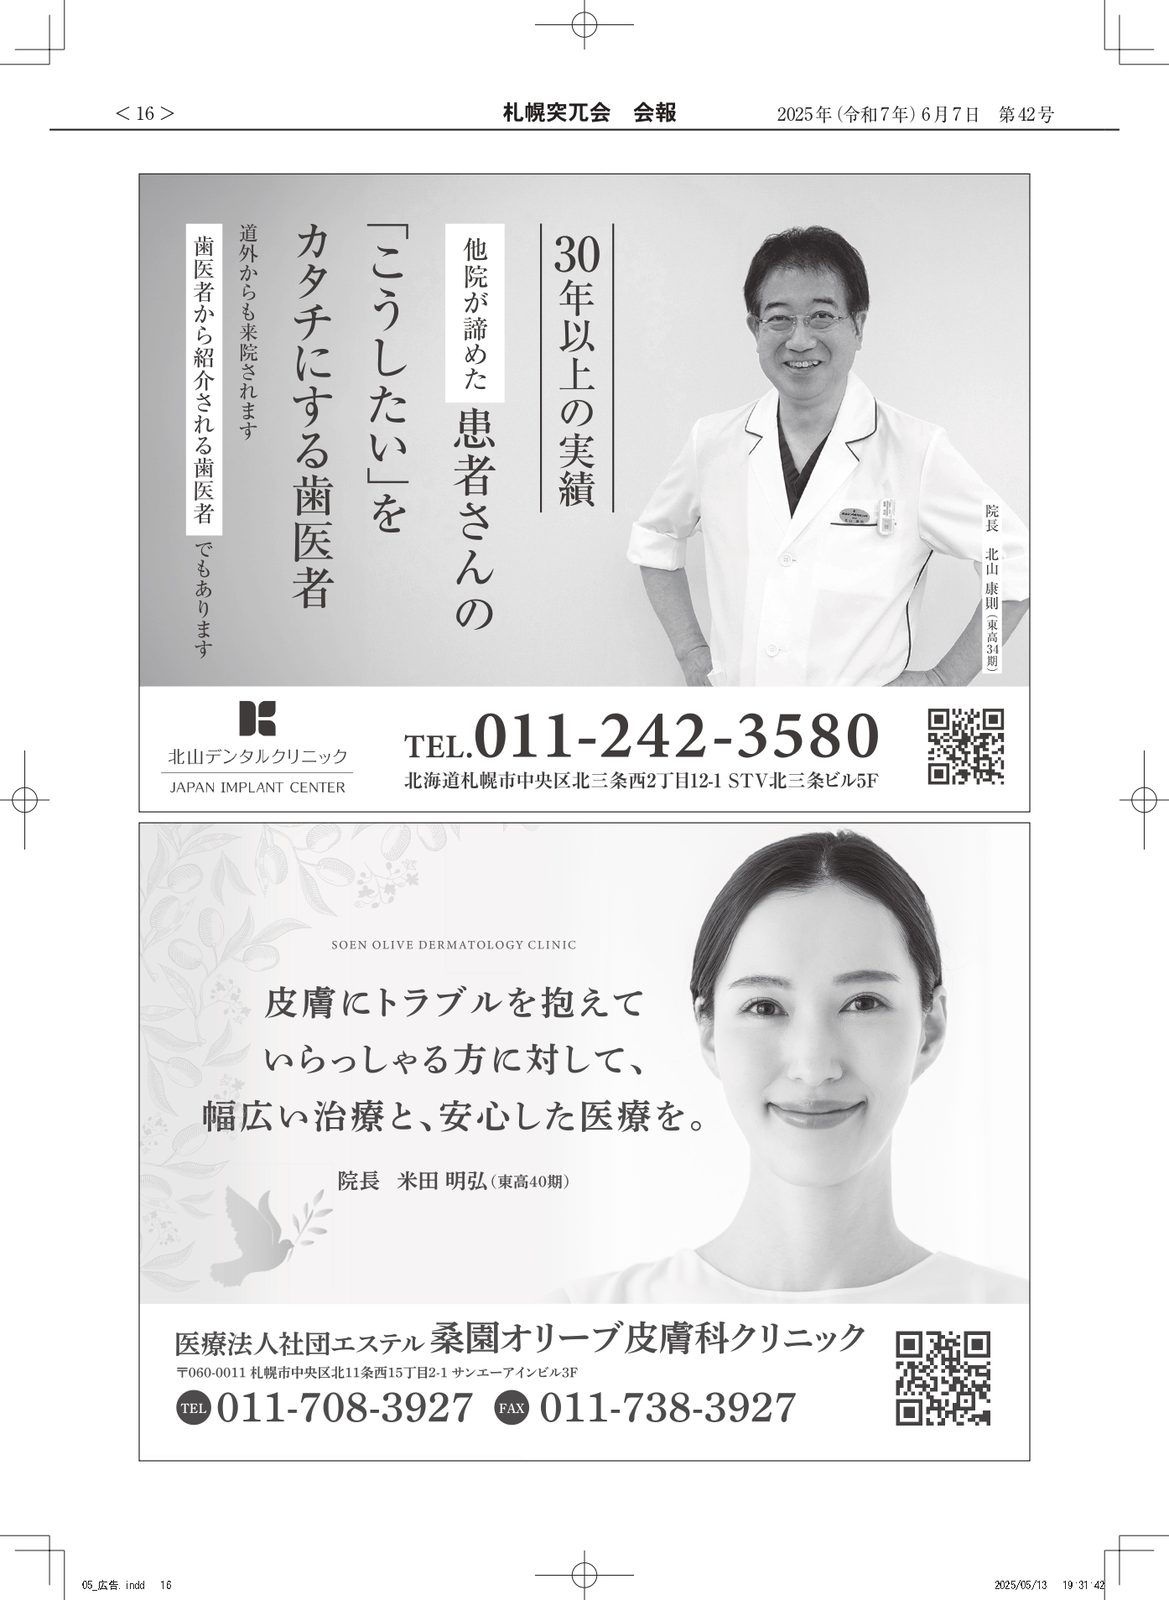 ＜16＞
札幌突兀会　会報
2025年（令和7年）6月7日　第42号
30年以上の実績
他院が諦めた患者さんの
「こうしたい」を
カタチにする歯医者
道外からも来院されます
歯医者から紹介される歯医者でもあります
院長　北山 康則（東高34期）
北山デンタルクリニック
JAPAN IMPLANT CENTER
TEL.011-242-3580
北海道札幌市中央区北三条西2丁目12-1 STV北三条ビル5F
SOEN OLIVE DERMATOLOGY CLINIC
皮膚にトラブルを抱えて
いらっしゃる方に対して、
幅広い治療と、安心した医療を。
院長　米田 明弘（東高40期）
医療法人社団エステル 桑園オリーブ皮膚科クリニック
〒060-0011 札幌市中央区北11条西15丁目2-1 サンエーアインビル3F
TEL 011-708-3927 FAX 011-738-3927
05_広告.indd 16
2025/05/13 19:31:42